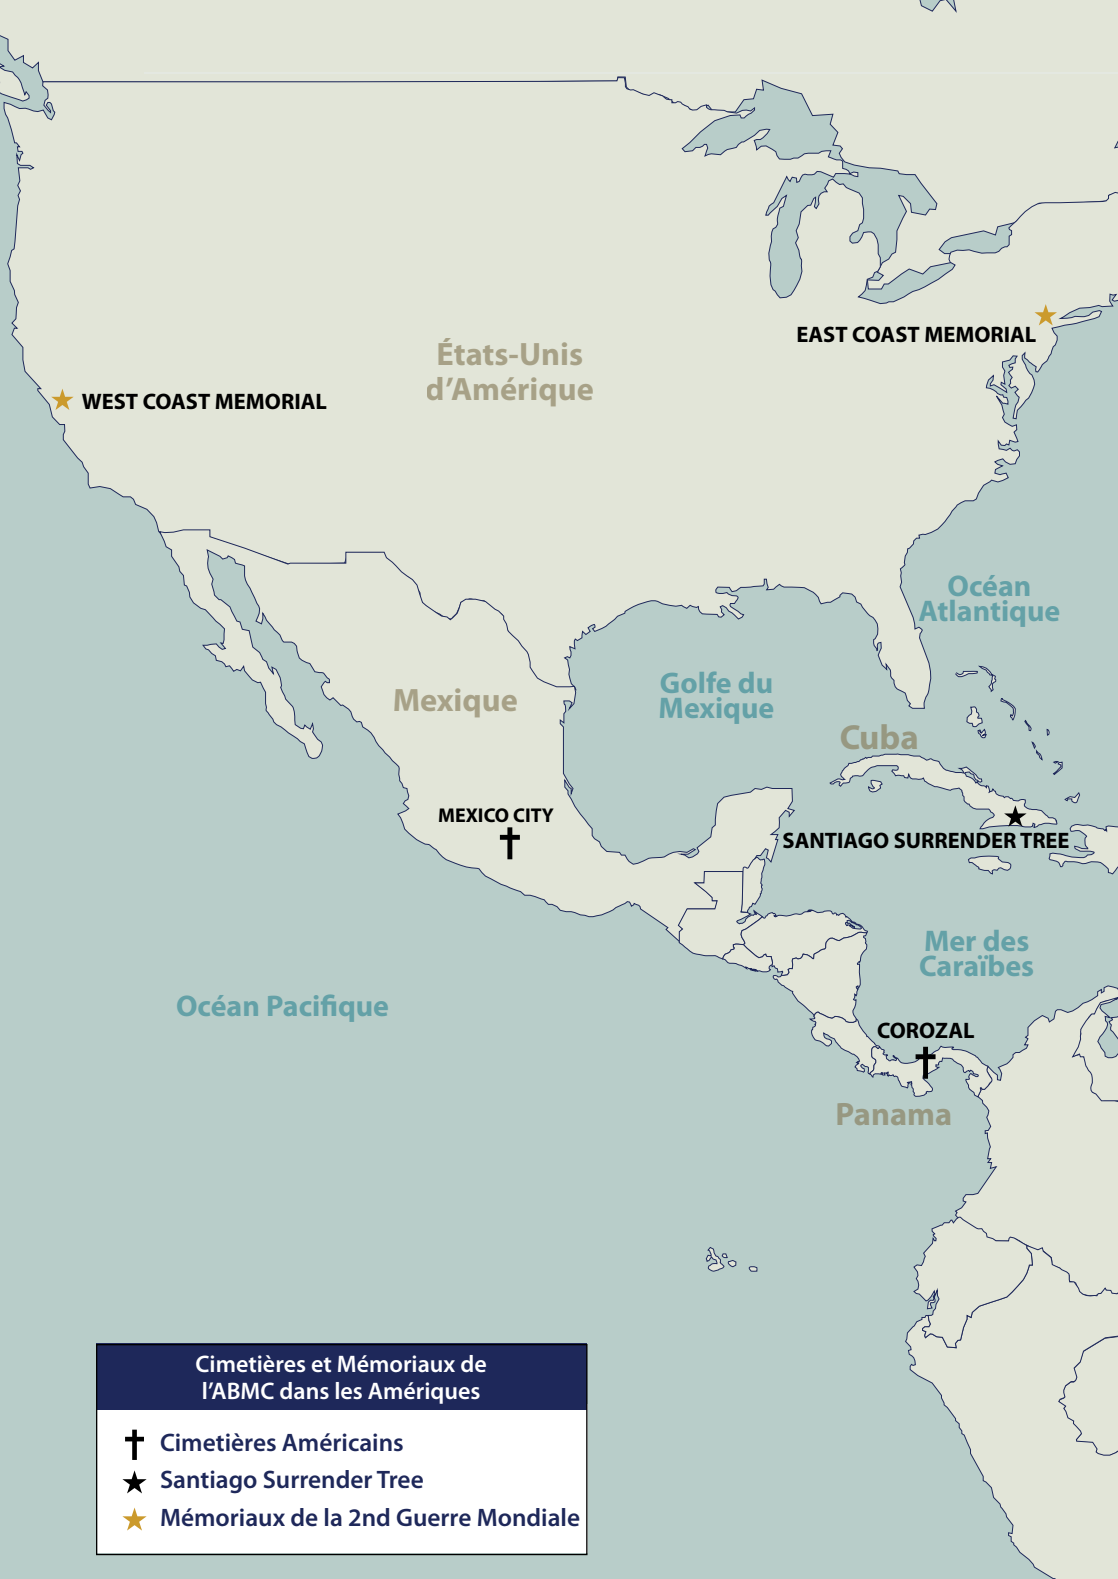 EAST COAST MEMORIAL
États-Unis
d'Amérique
WEST COAST MEMORIAL
Océan
Atlantique
Golfe du
Mexique
Mexique
Cuba
MEXICO CITY
SANTIAGO SURRENDER TREE
Mer des
Caraïbes
Océan Pacifique
COROZAL
Panama
Cimetières et Mémoriaux de
l'ABMC dans les Amériques
Cimetières Américains
Santiago Surrender Tree
Mémoriaux de la 2nd Guerre Mondiale